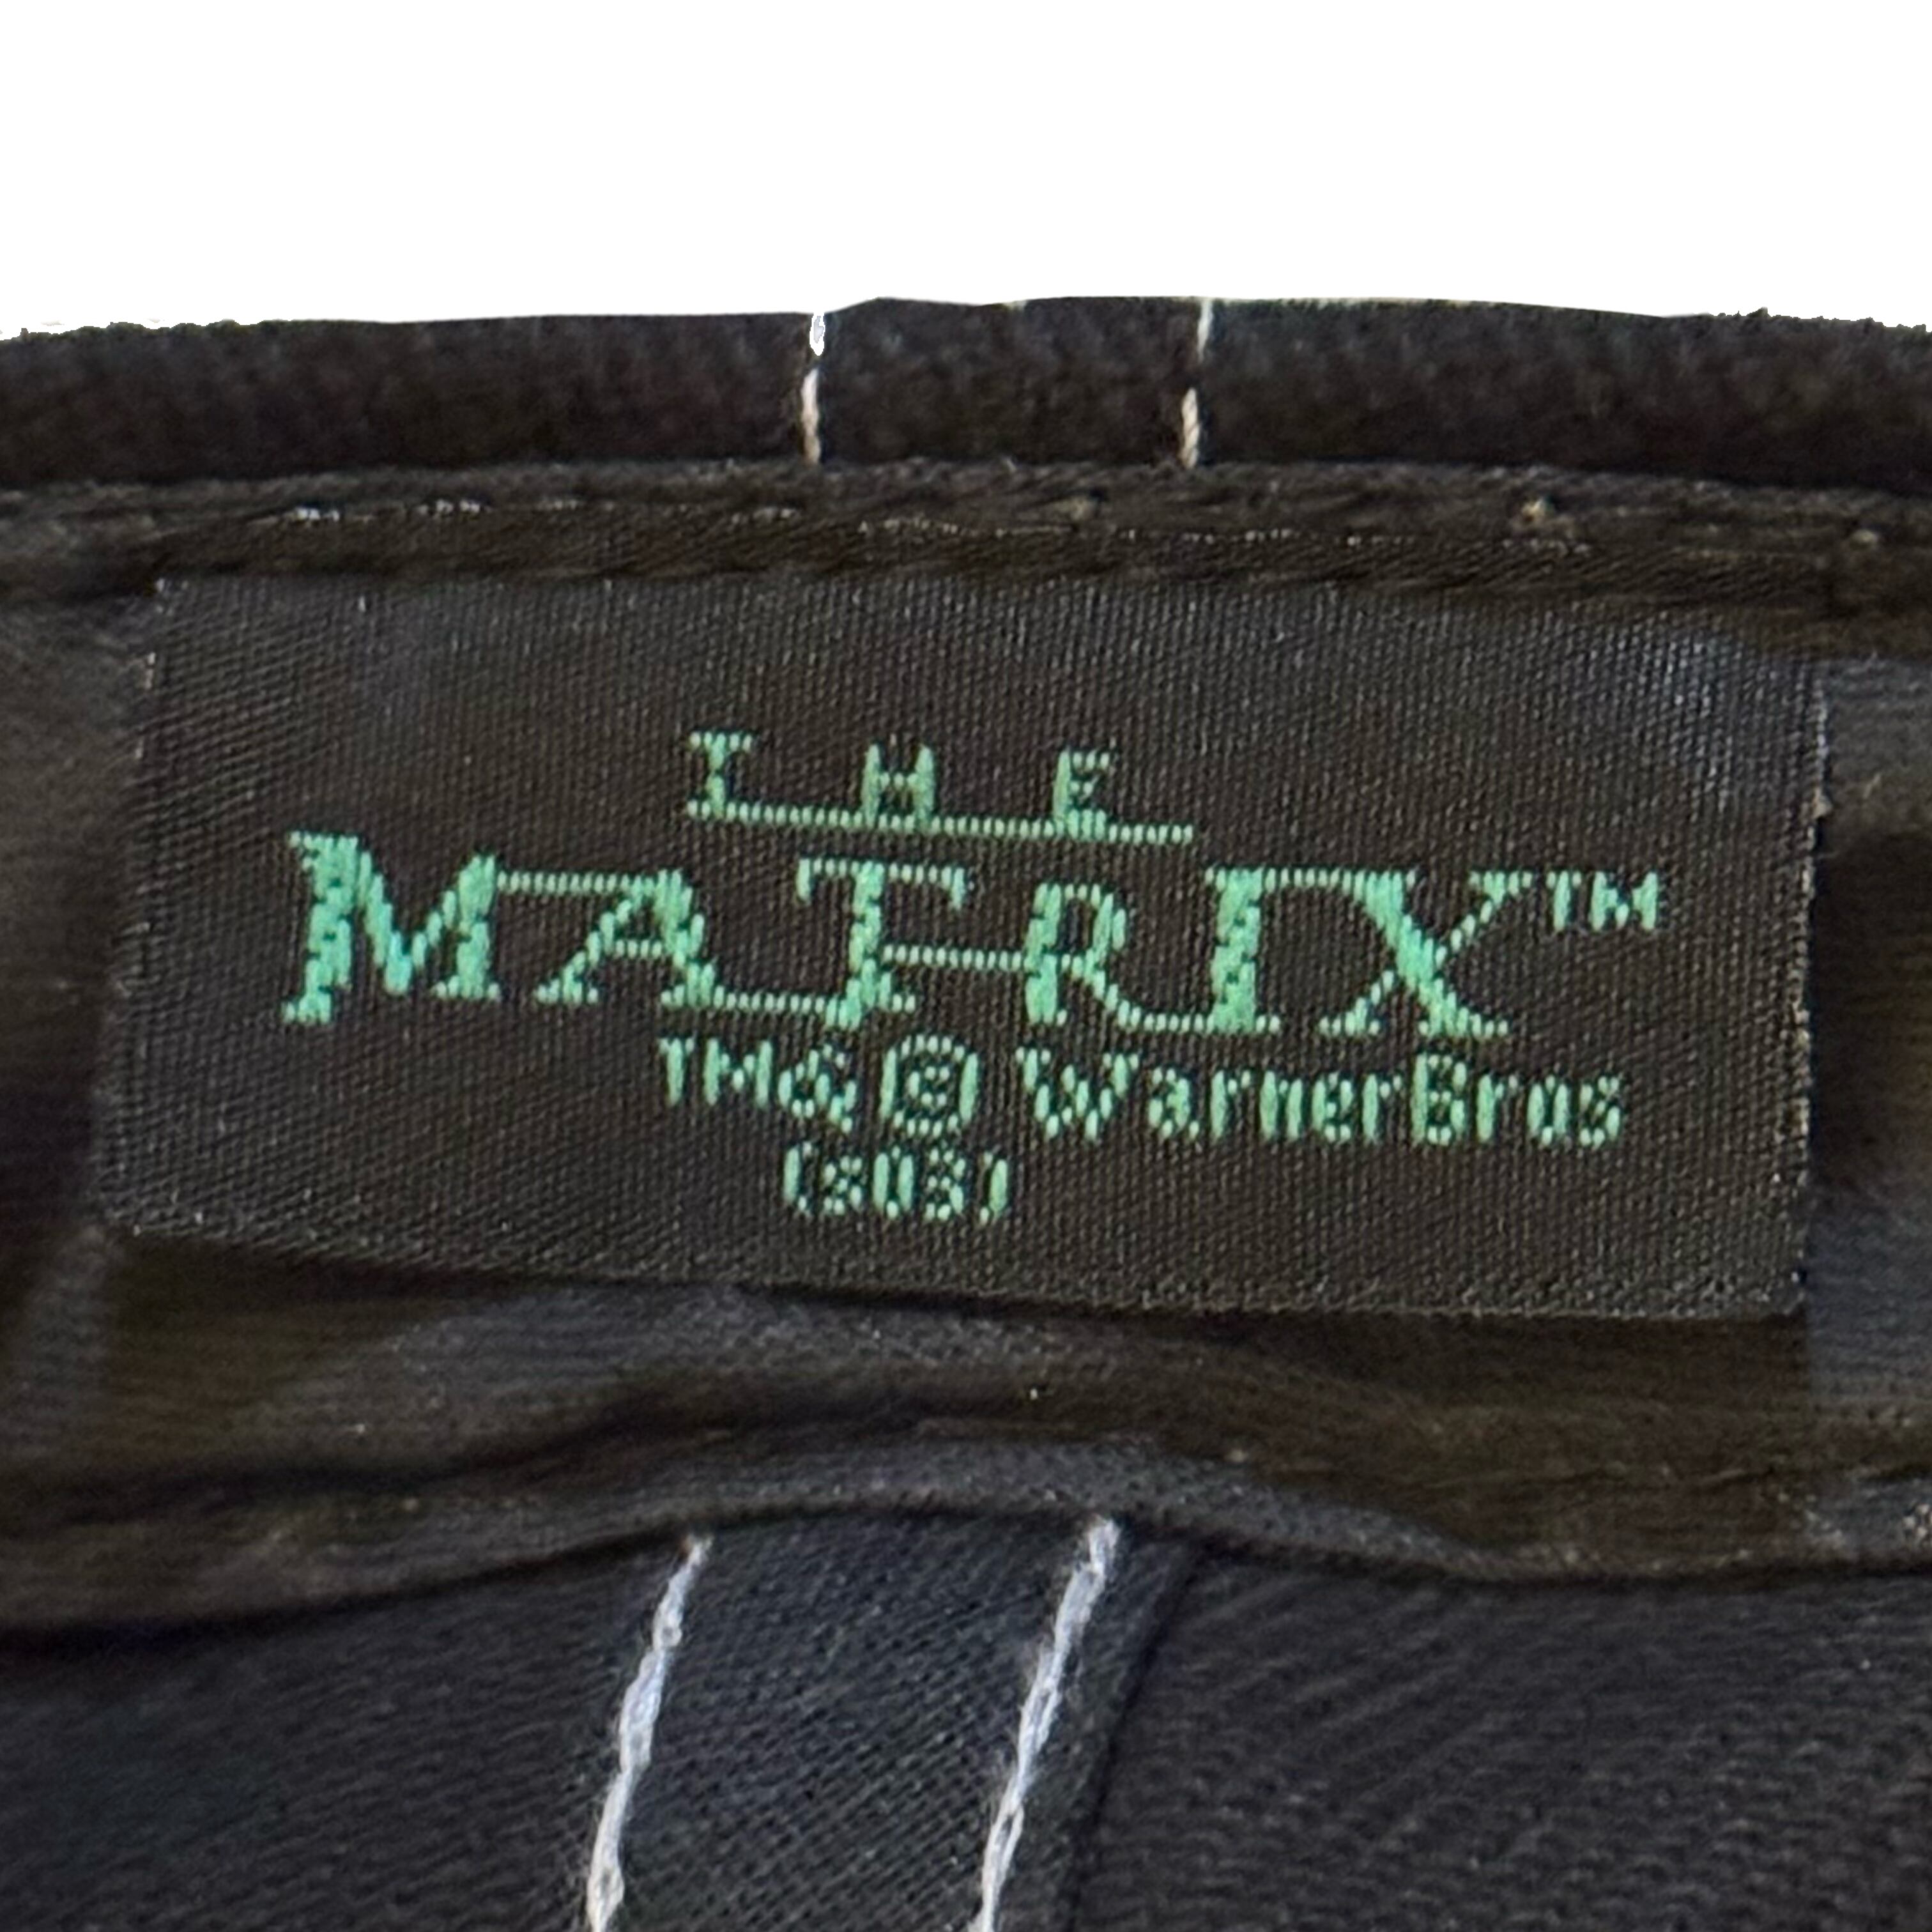 THE
MATRIX™
TM&© WarnerBros
(s03)